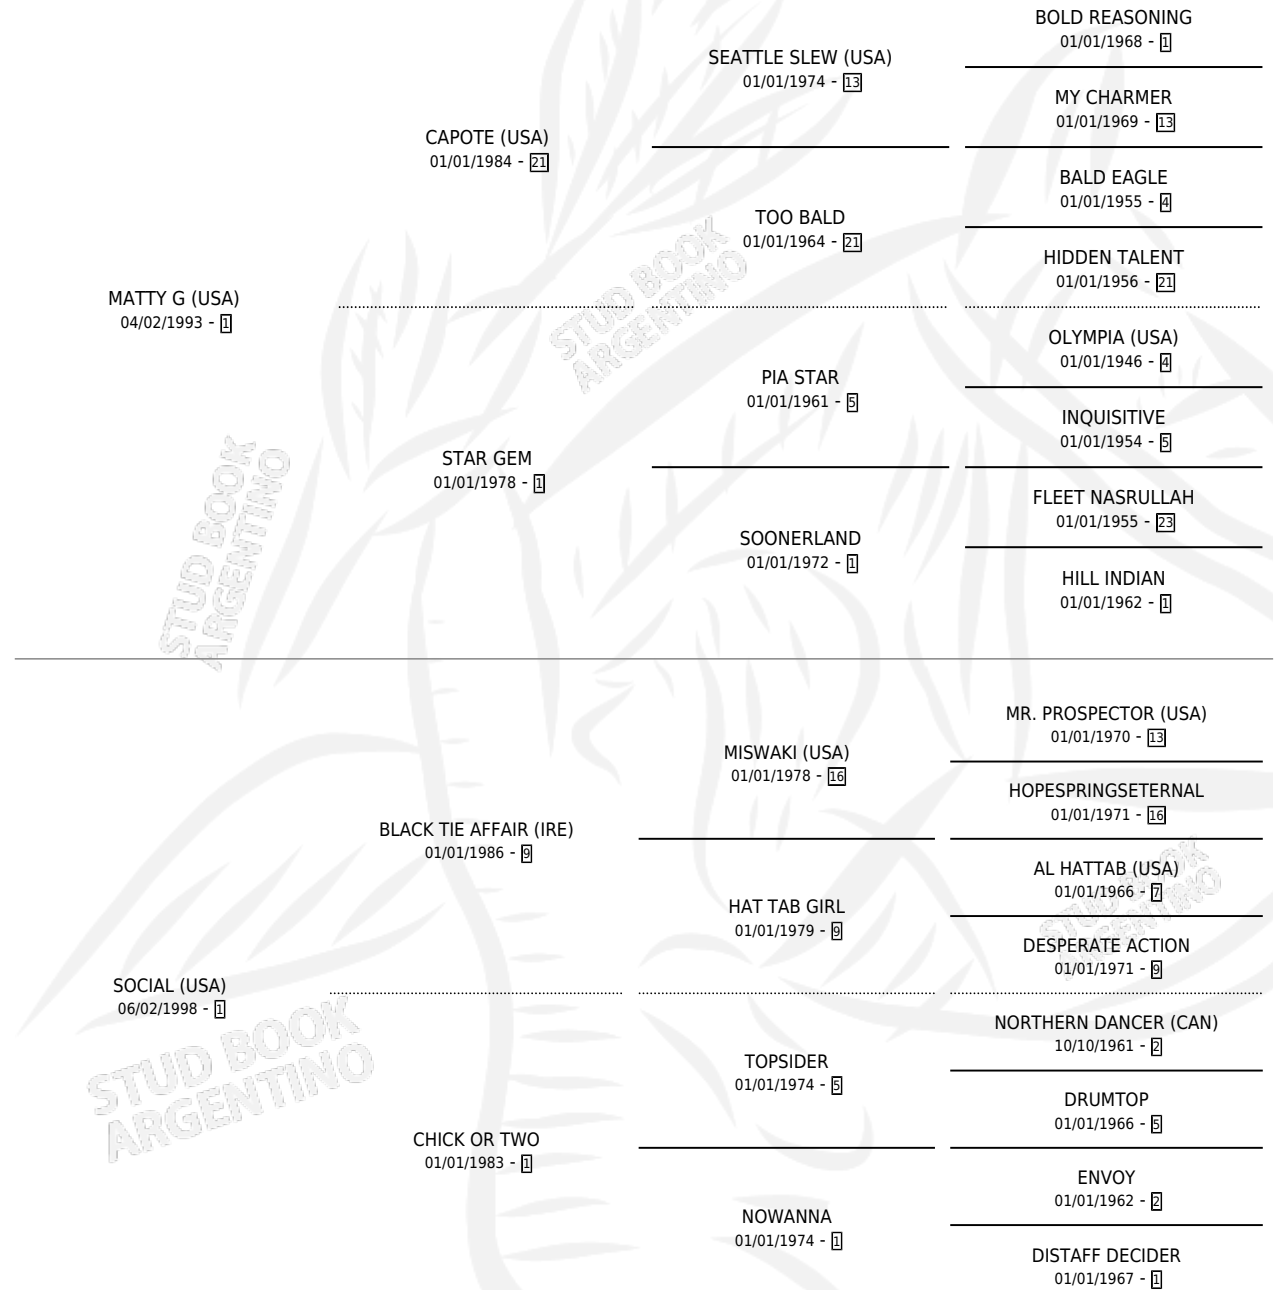 BOLD REASONING
01/01/1968 - 1
SEATTLE SLEW (USA)
01/01/1974 - 13
MY CHARMER
01/01/1969 - 13
CAPOTE (USA)
01/01/1984 - 21
BALD EAGLE
01/01/1955 - 4
TOO BALD
01/01/1964 - 21
HIDDEN TALENT
01/01/1956 - 21
MATTY G (USA)
04/02/1993 - 1
OLYMPIA (USA)
01/01/1946 - 4
PIA STAR
01/01/1961 - 5
INQUISITIVE
01/01/1954 - 5
STAR GEM
01/01/1978 - 1
FLEET NASRULLAH
01/01/1955 - 23
SOONERLAND
01/01/1972 - 1
HILL INDIAN
01/01/1962 - 1
MR. PROSPECTOR (USA)
01/01/1970 - 13
MISWAKI (USA)
01/01/1978 - 16
HOPESPRINGSETERNAL
01/01/1971 - 16
BLACK TIE AFFAIR (IRE)
01/01/1986 - 9
AL HATTAB (USA)
01/01/1966 - 7
HAT TAB GIRL
01/01/1979 - 9
DESPERATE ACTION
01/01/1971 - 9
SOCIAL (USA)
06/02/1998 - 1
NORTHERN DANCER (CAN)
10/10/1961 - 2
TOPSIDER
01/01/1974 - 5
DRUMTOP
01/01/1966 - 5
CHICK OR TWO
01/01/1983 - 1
ENVOY
01/01/1962 - 2
NOWANNA
01/01/1974 - 1
DISTAFF DECIDER
01/01/1967 - 1
STUD BOOK
ARGENTINO
STUD BOOK
ARGENTINO
STUD BOOK
ARGENTINO
STUD BOOK
ARGENTINO